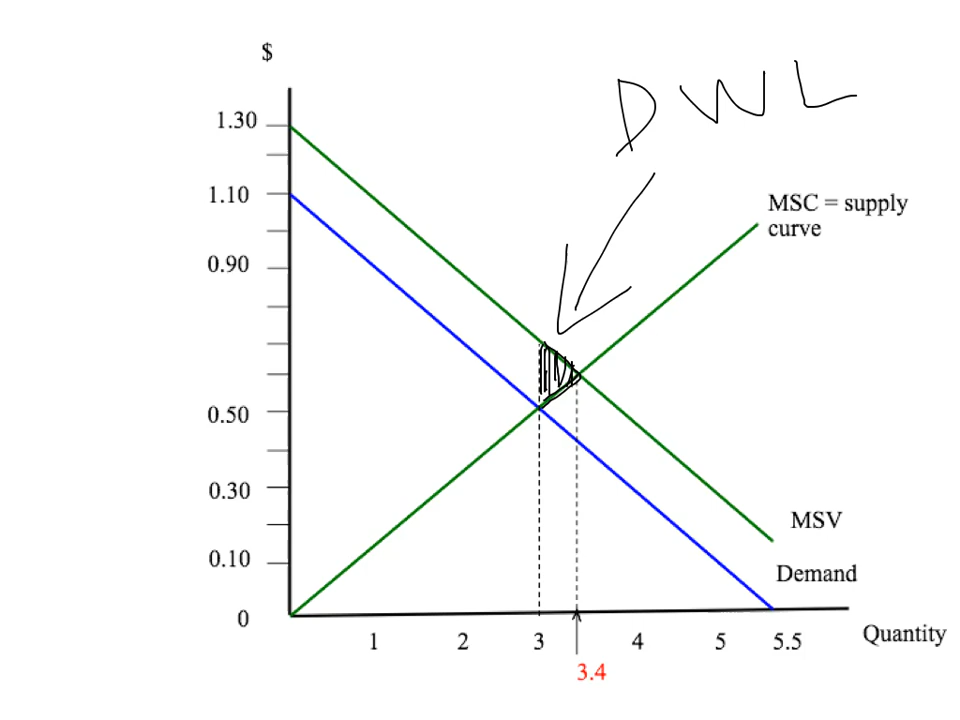 $
DWL
1.30
1.10
MSC = supply
curve
0.90
0.50
0.30
MSV
0.10
Demand
0
1 2 3 4 5 5.5
Quantity
3.4